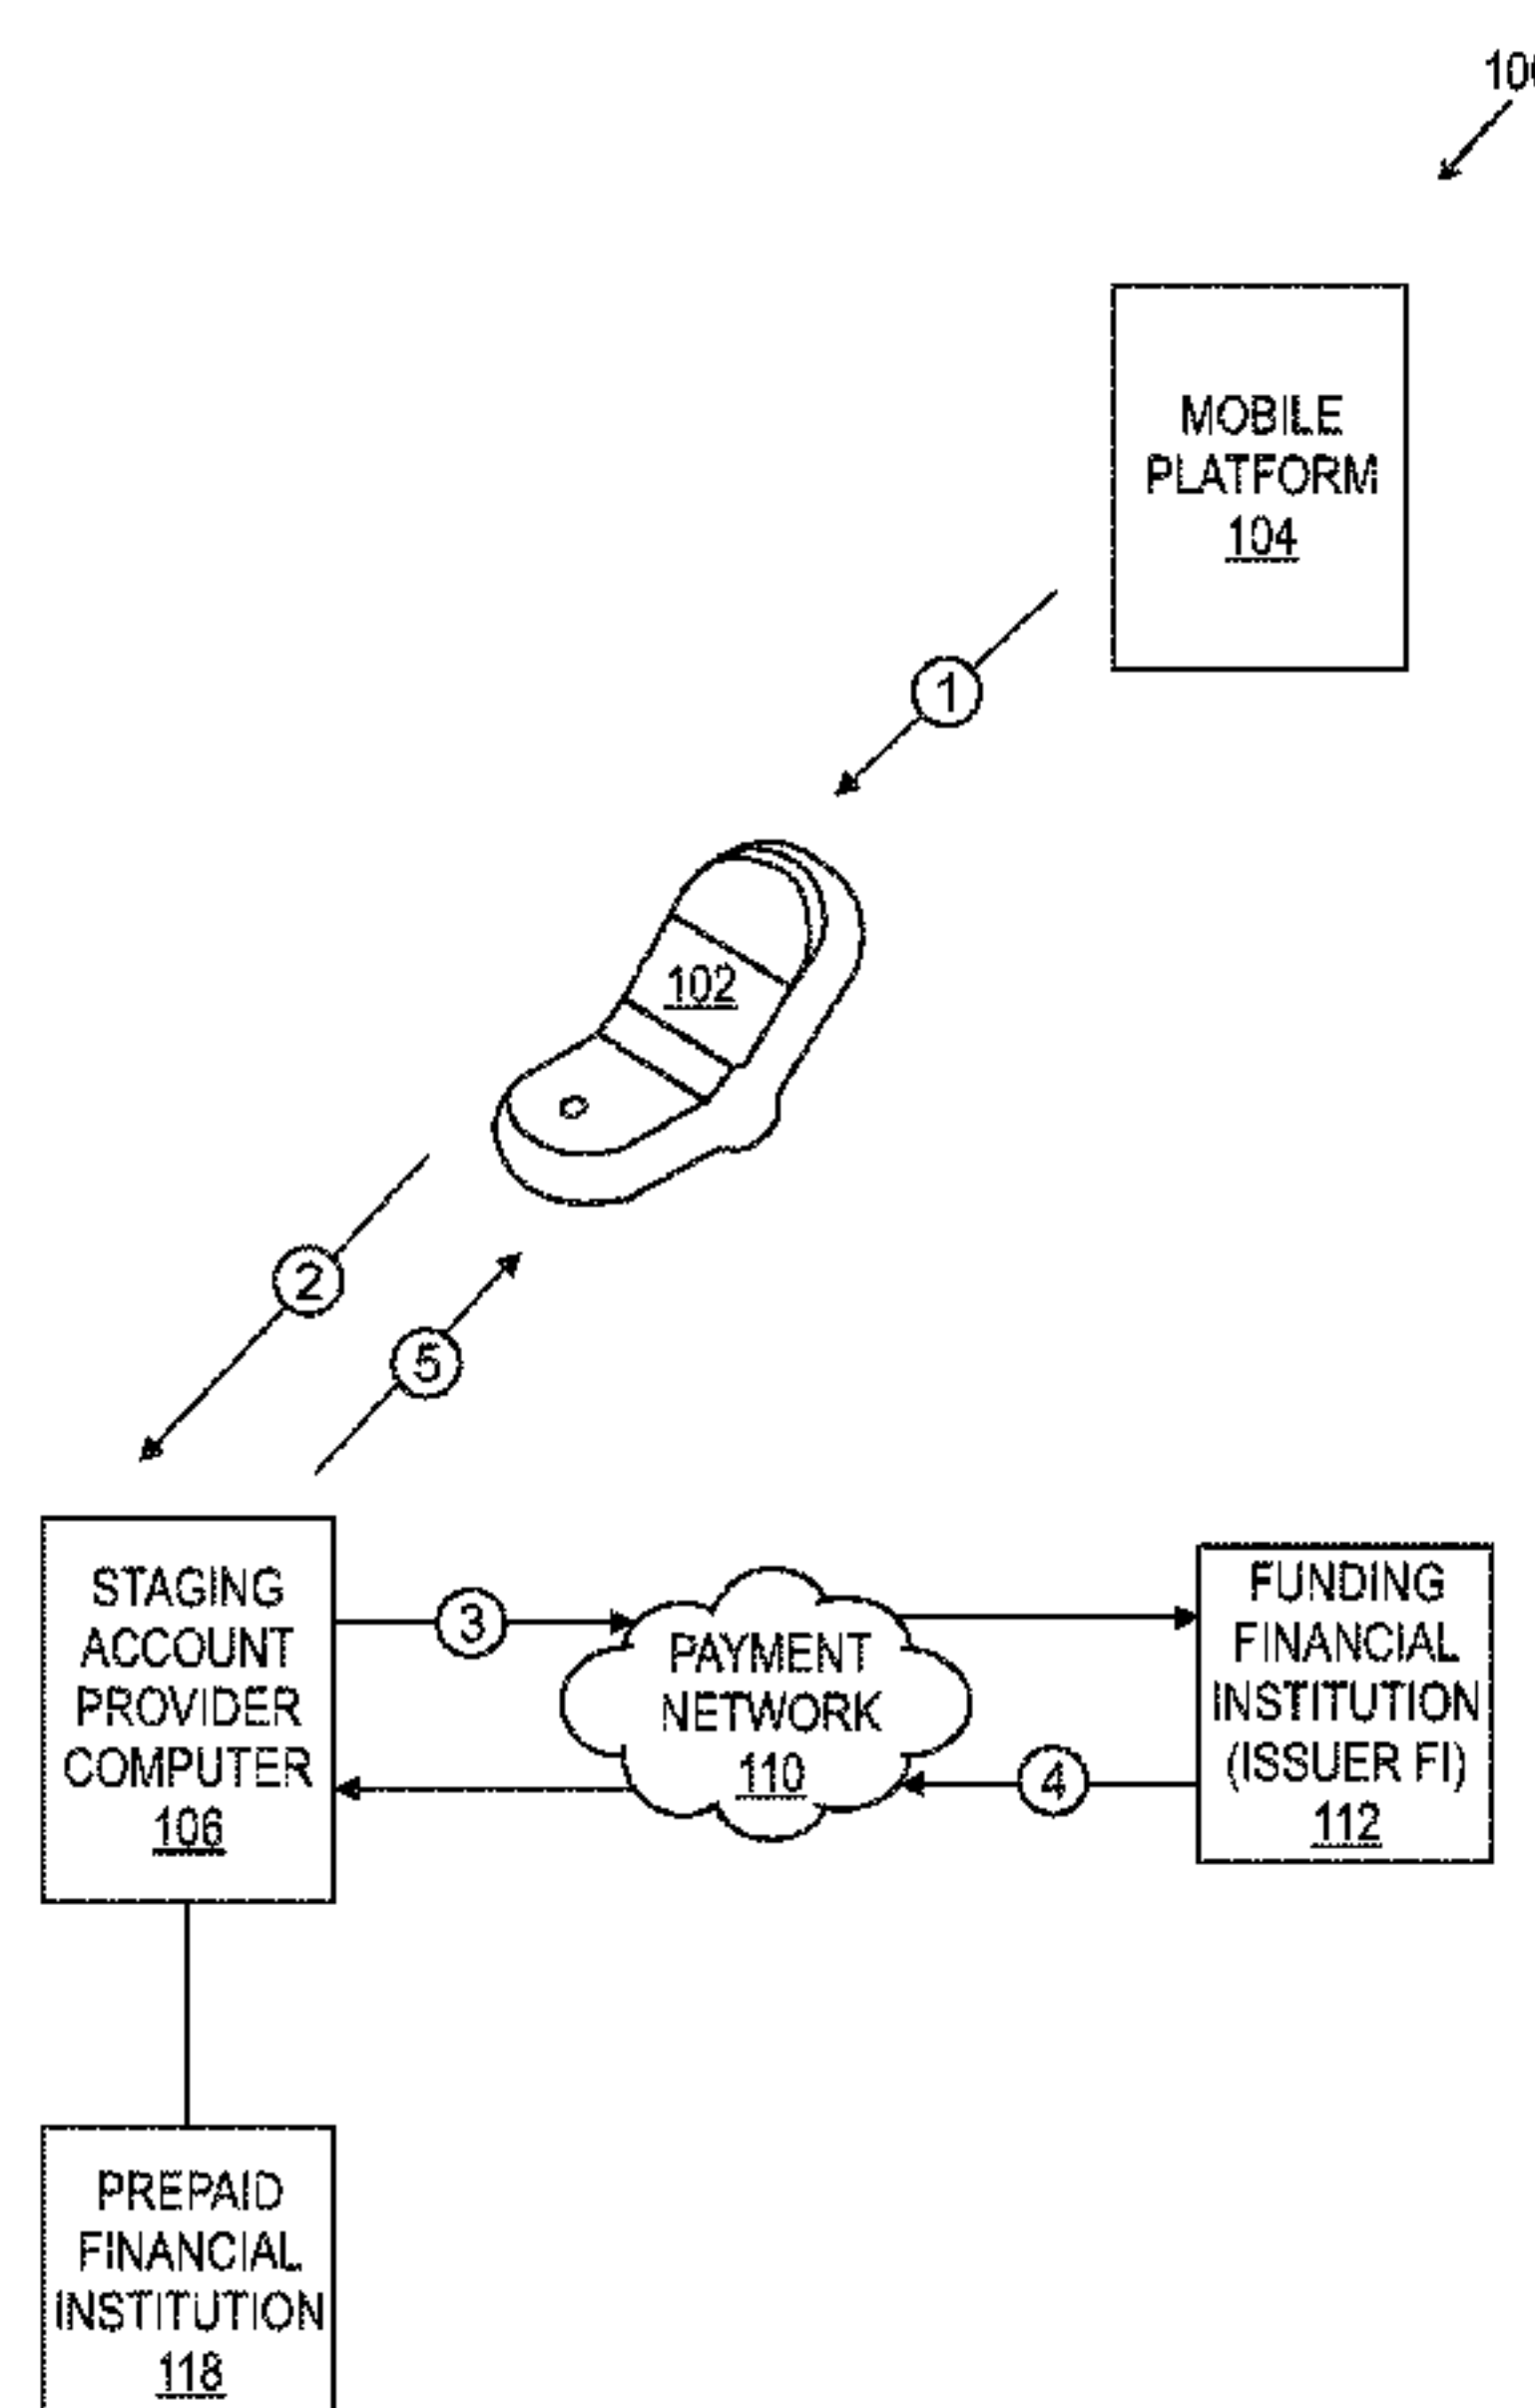 MOBILE
PLATFORM
104
1
102
2
5
STAGING
ACCOUNT
PROVIDER
COMPUTER
106
3
PAYMENT
NETWORK
110
4
FUNDING
FINANCIAL
INSTITUTION
(ISSUER FI)
112
PREPAID
FINANCIAL
INSTITUTION
118